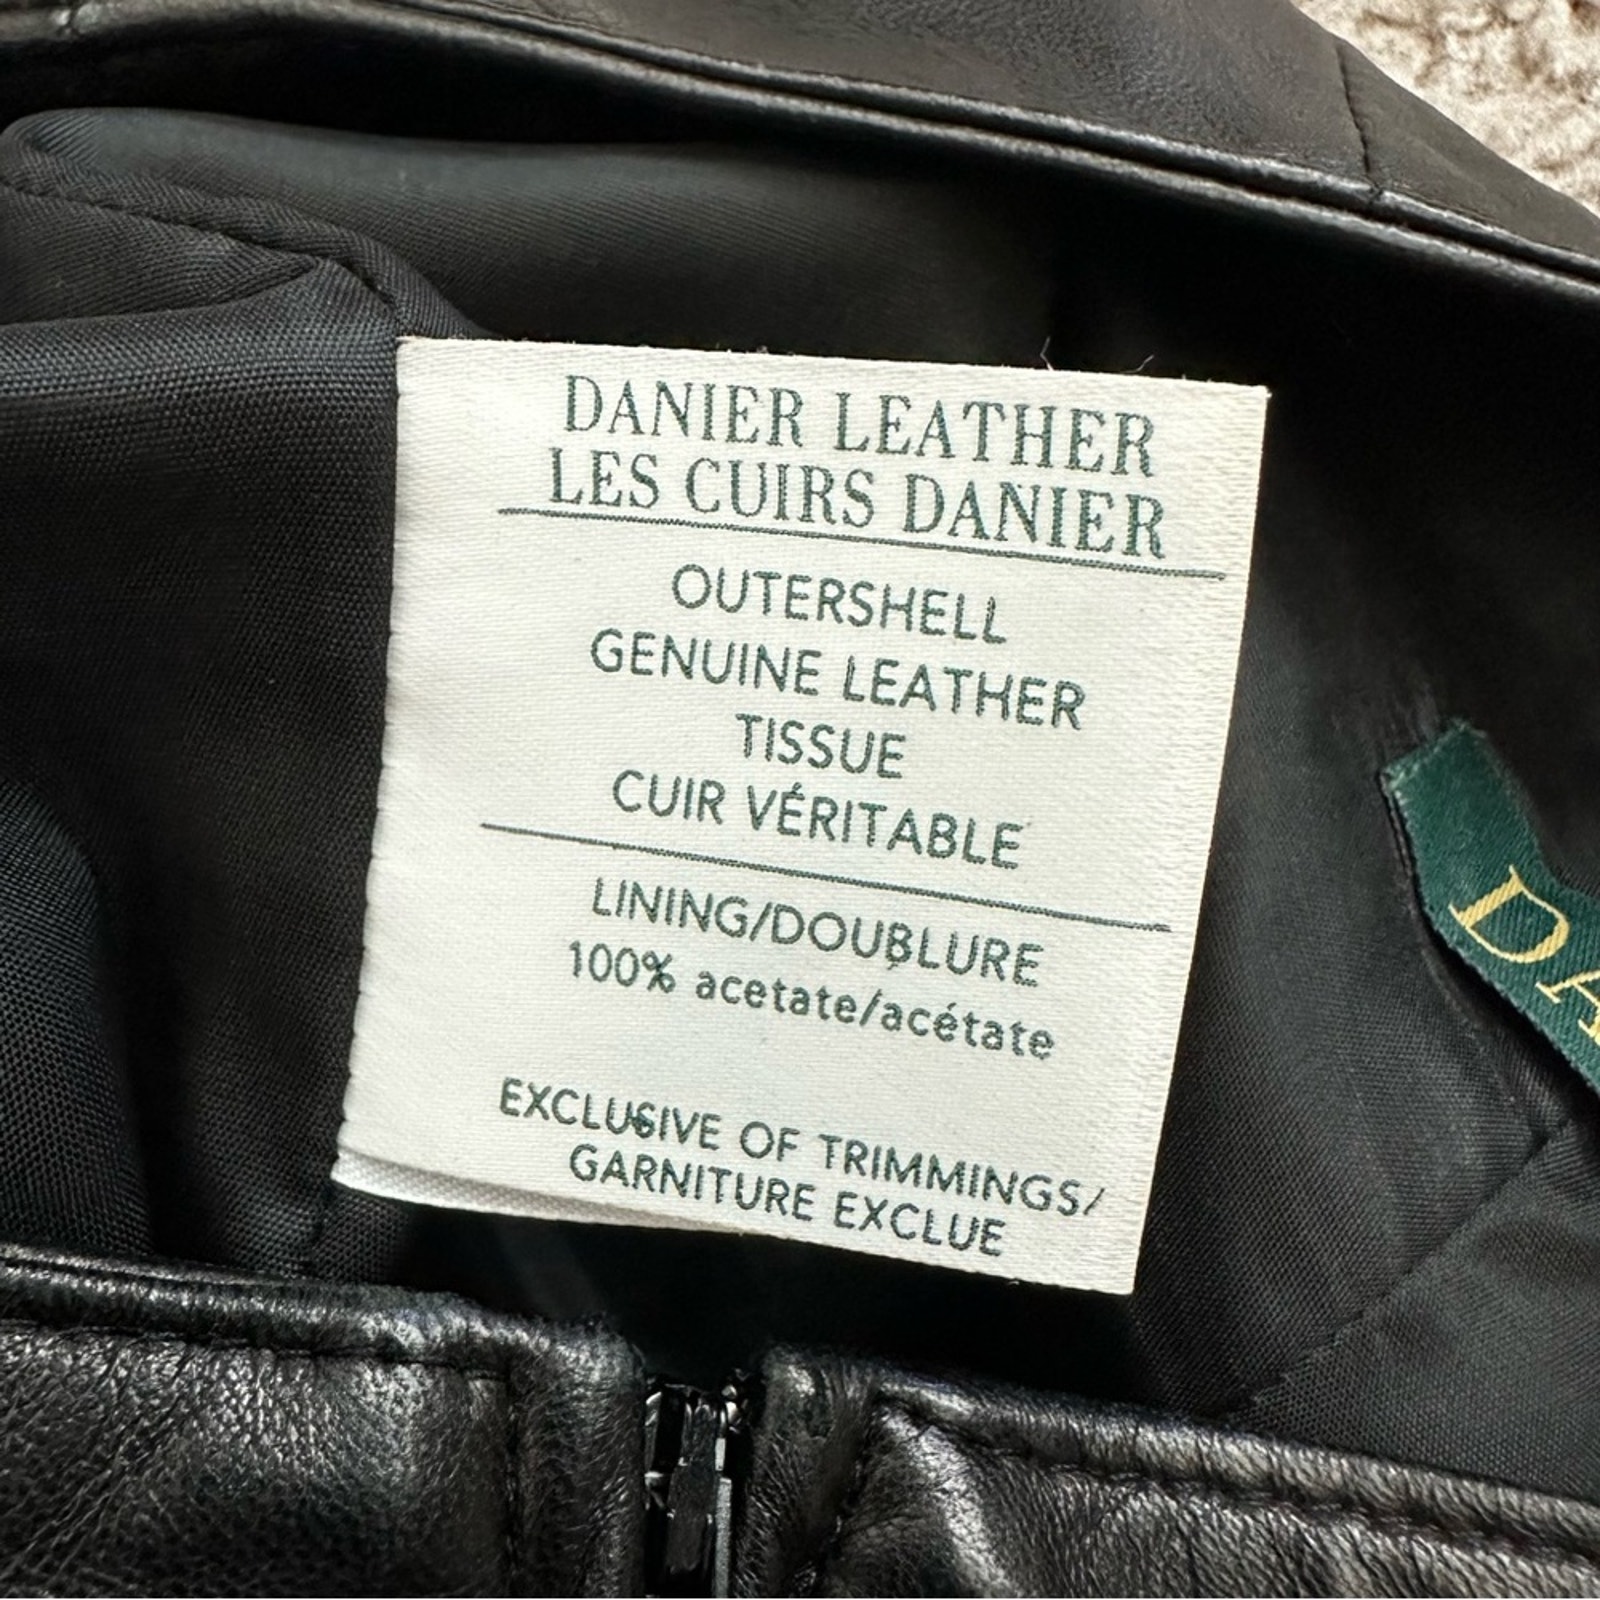 DANIER LEATHER
LES CUIRS DANIER
OUTERSHELL
GENUINE LEATHER
TISSUE
CUIR VÉRITABLE
LINING/DOUBLURE
100% acetate/acétate
EXCLUSIVE OF TRIMMINGS/
GARNITURE EXCLUE